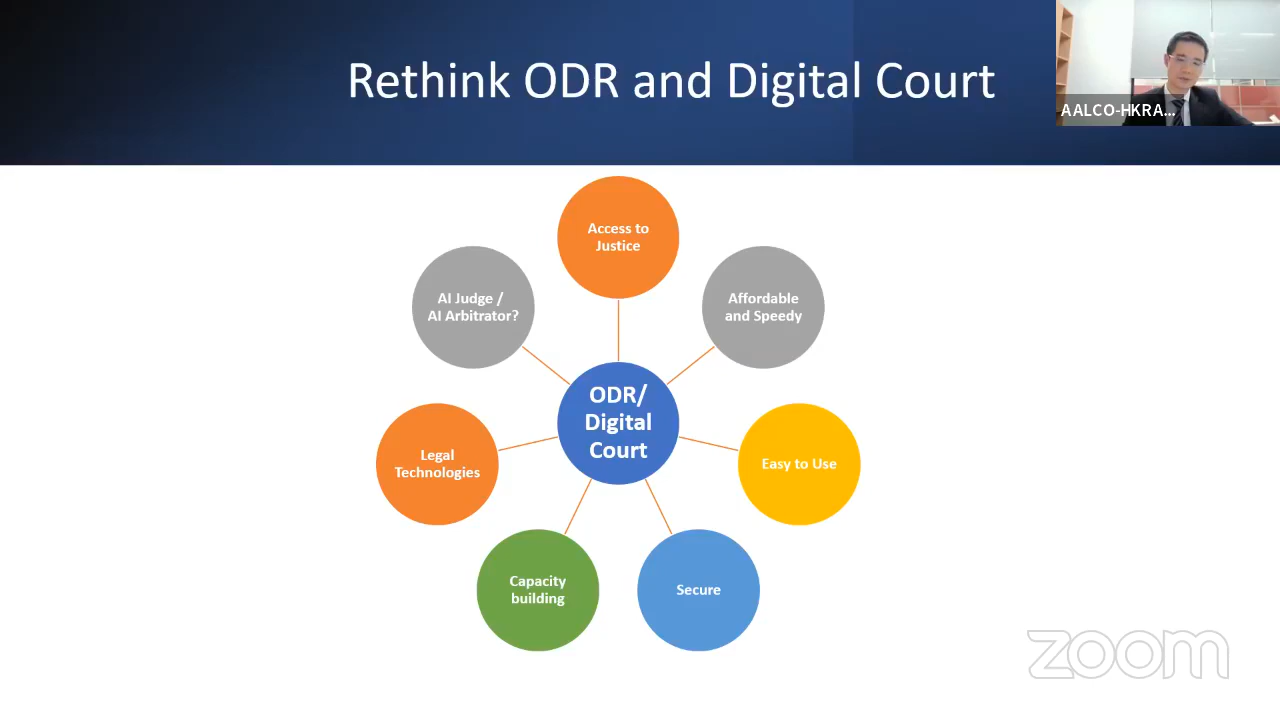 Rethink ODR and Digital Court
AALCO-HKRA...
Access to
Justice
AI Judge /
AI Arbitrator?
Affordable
and Speedy
ODR/
Digital
Court
Legal
Technologies
Easy to Use
Capacity
building
Secure
zoom